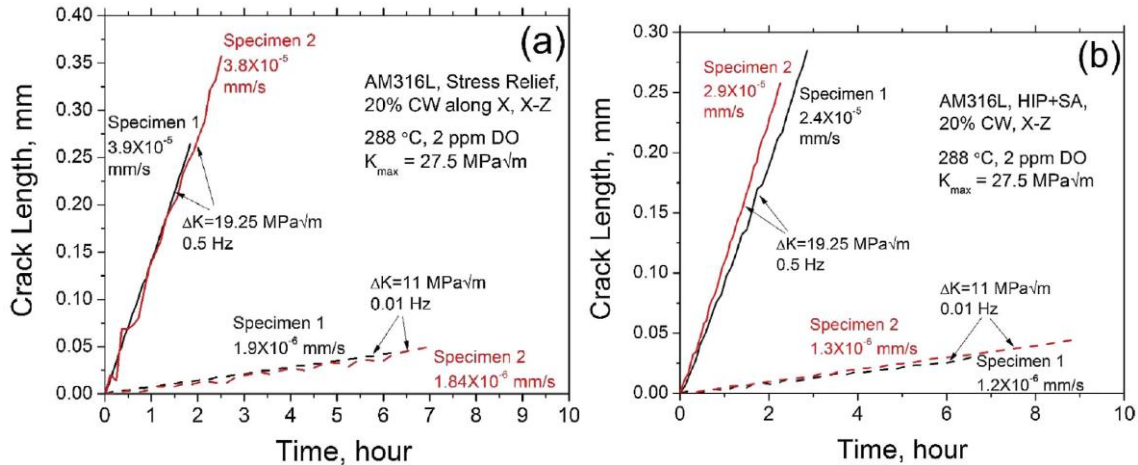 (a)
Crack Length, mm
0.40
0.35
0.30
0.25
0.20
0.15
0.10
0.05
0.00
Specimen 2
3.8X10⁻⁵
mm/s
AM316L, Stress Relief,
20% CW along X, X-Z
288 °C, 2 ppm DO
Kmax = 27.5 MPa√m
Specimen 1
3.9X10⁻⁵
mm/s
ΔK=19.25 MPa√m
0.5 Hz
ΔK=11 MPa√m
0.01 Hz
Specimen 1
1.9X10⁻⁶ mm/s
Specimen 2
1.84X10⁻⁶ mm/s
0 1 2 3 4 5 6 7 8 9 10
Time, hour
(b)
Crack Length, mm
0.30
0.25
0.20
0.15
0.10
0.05
0.00
Specimen 2
2.9X10⁻⁵
mm/s
Specimen 1
2.4X10⁻⁵
mm/s
AM316L, HIP+SA,
20% CW, X-Z
288 °C, 2 ppm DO
Kmax = 27.5 MPa√m
ΔK=19.25 MPa√m
0.5 Hz
ΔK=11 MPa√m
0.01 Hz
Specimen 2
1.3X10⁻⁶ mm/s
Specimen 1
1.2X10⁻⁶ mm/s
0 2 4 6 8 10
Time, hour